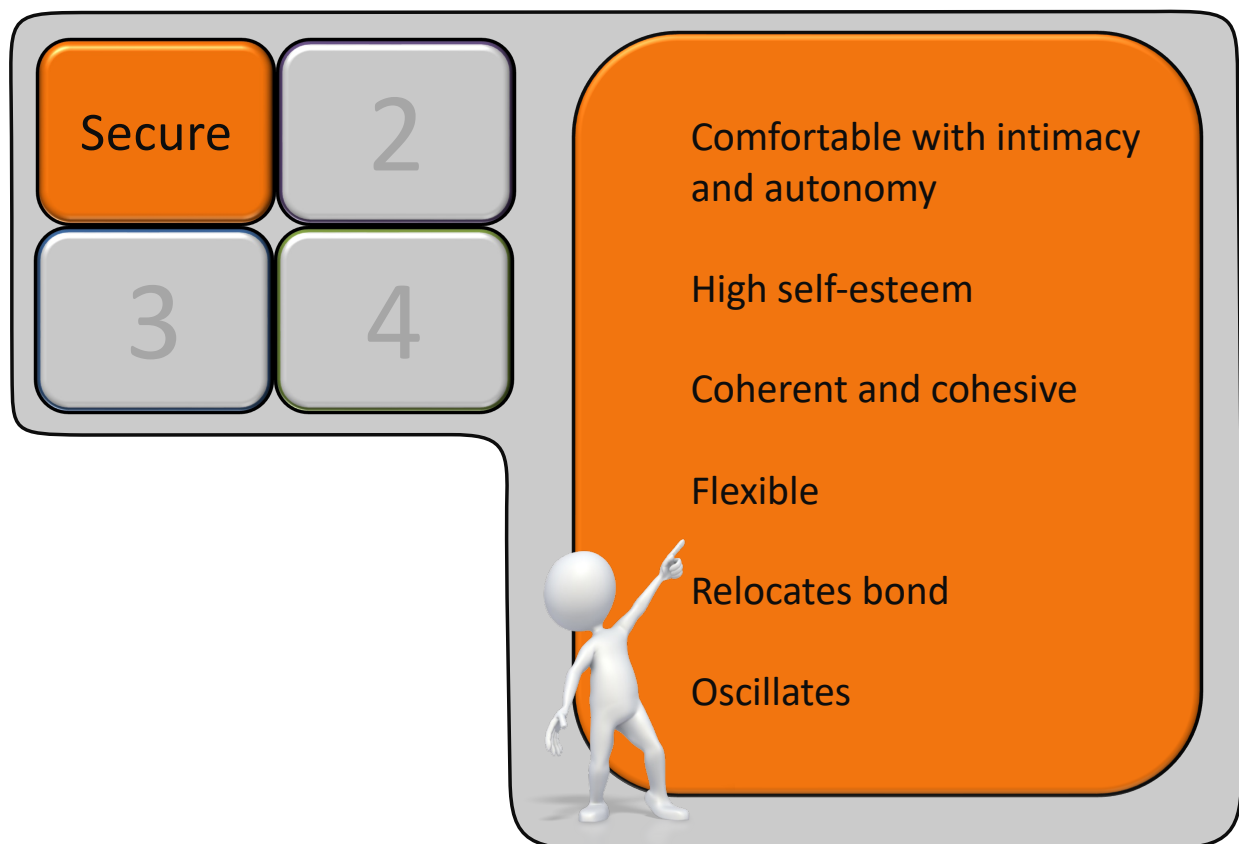 Secure
2
3
4
Comfortable with intimacy
and autonomy
High self-esteem
Coherent and cohesive
Flexible
Relocates bond
Oscillates